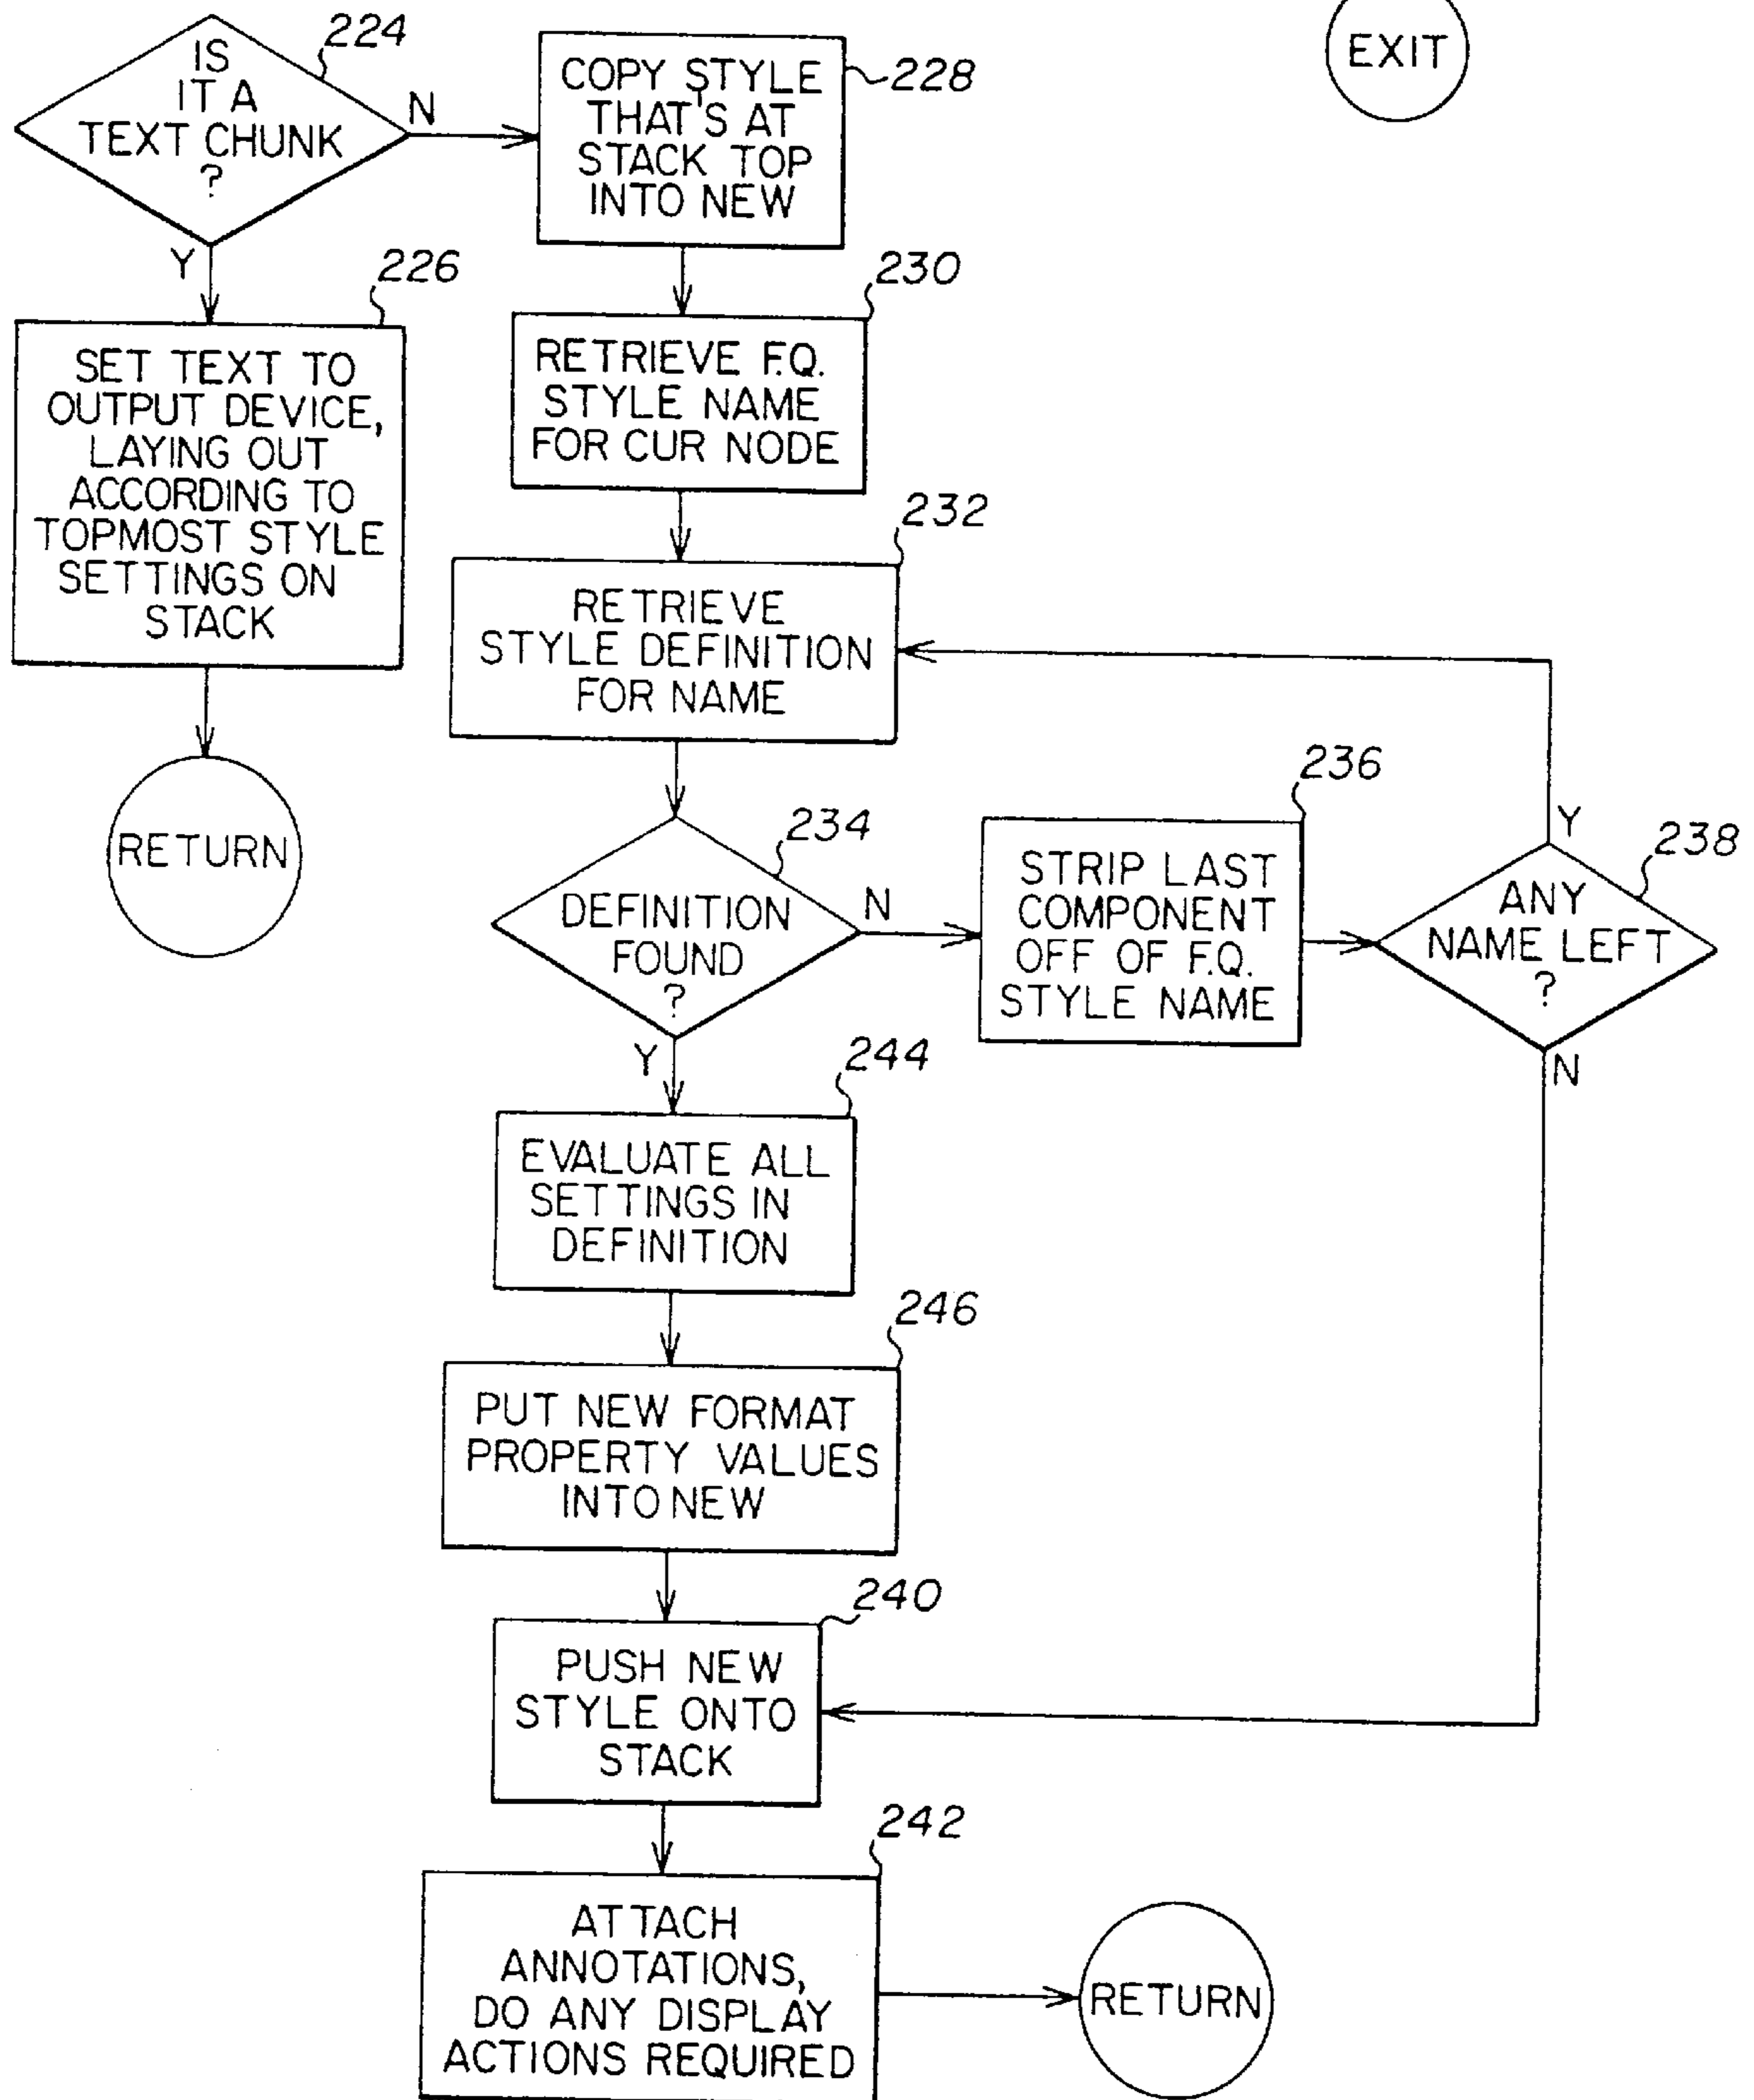 EXIT
224
IS
IT A
TEXT CHUNK
?
N
Y
228
COPY STYLE
THAT'S AT
STACK TOP
INTO NEW
226
SET TEXT TO
OUTPUT DEVICE,
LAYING OUT
ACCORDING TO
TOPMOST STYLE
SETTINGS ON
STACK
RETURN
230
RETRIEVE F.Q.
STYLE NAME
FOR CUR NODE
232
RETRIEVE
STYLE DEFINITION
FOR NAME
234
DEFINITION
FOUND
?
N
Y
236
STRIP LAST
COMPONENT
OFF OF F.Q.
STYLE NAME
238
Y
ANY
NAME LEFT
?
N
244
EVALUATE ALL
SETTINGS IN
DEFINITION
246
PUT NEW FORMAT
PROPERTY VALUES
INTO NEW
240
PUSH NEW
STYLE ONTO
STACK
242
ATTACH
ANNOTATIONS,
DO ANY DISPLAY
ACTIONS REQUIRED
RETURN